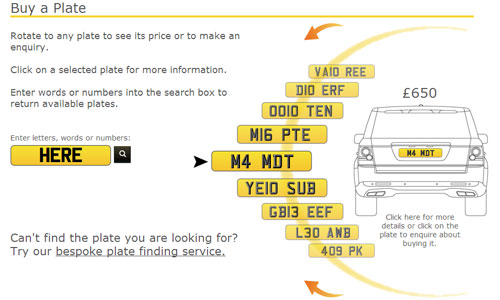 Buy a Plate
Rotate to any plate to see its price or to make an
enquiry.
Click on a selected plate for more information.
Enter words or numbers into the search box to
return available plates.
Enter letters, words or numbers:
HERE
Can't find the plate you are looking for?
Try our bespoke plate finding service.
VA10 REE
D10 ERF
OO10 TEN
M16 PTE
M4 MDT
YE10 SUB
GB13 EEF
L30 AWB
409 PK
£650
M4 MDT
Click here for more
details or click on the
plate to enquire about
buying it.